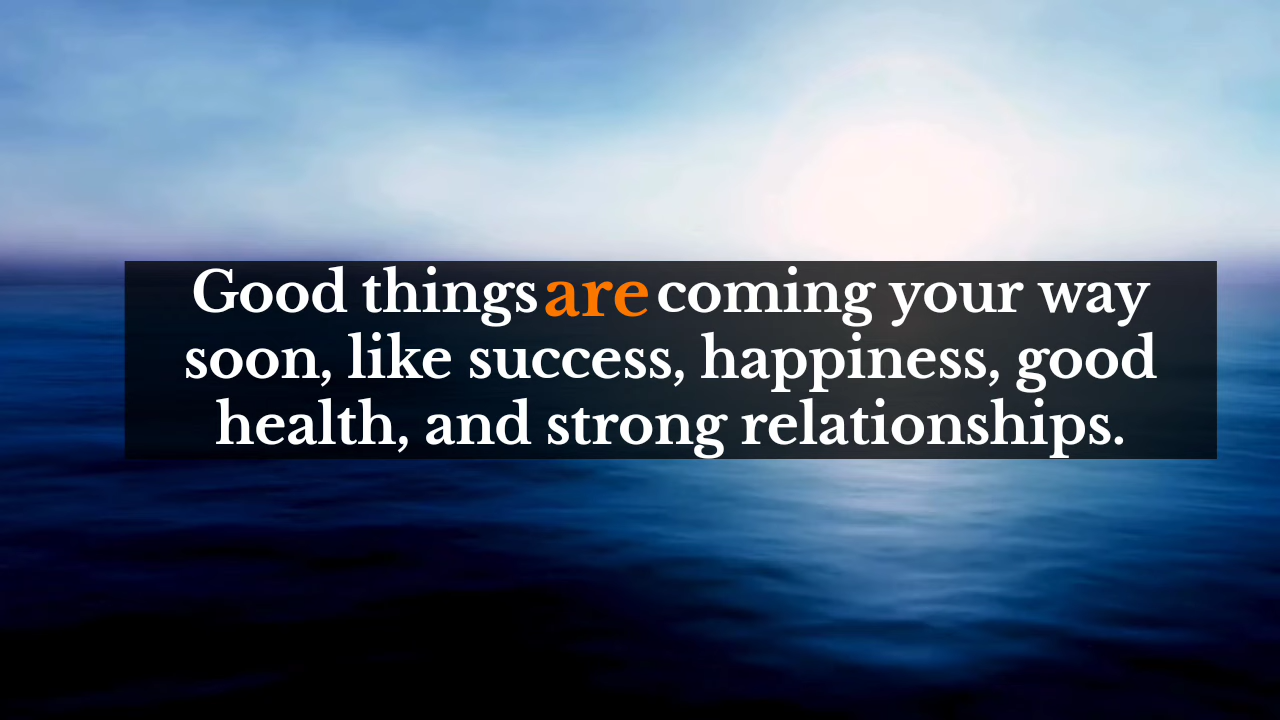 Good things are coming your way
soon, like success, happiness, good
health, and strong relationships.